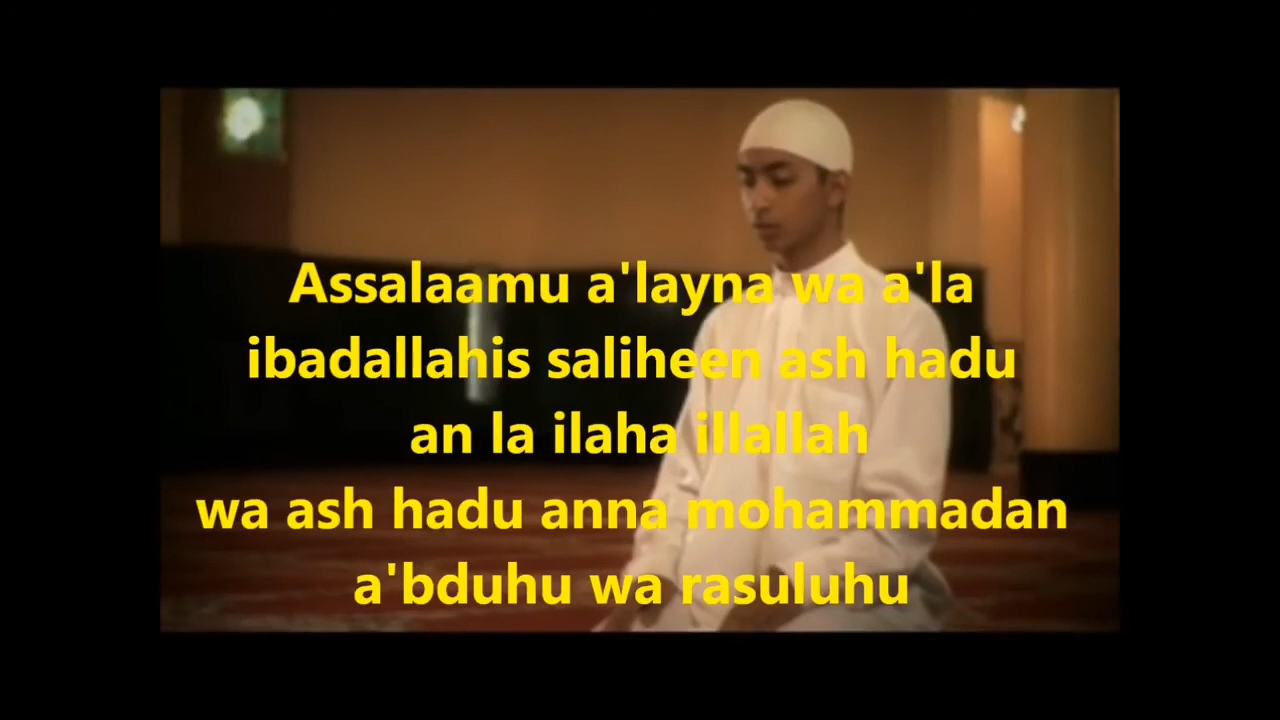 Assalaamu a'layna wa a'la
ibadallahis saliheen ash hadu
an la ilaha illallah
wa ash hadu anna mohammadan
a'bduhu wa rasuluhu